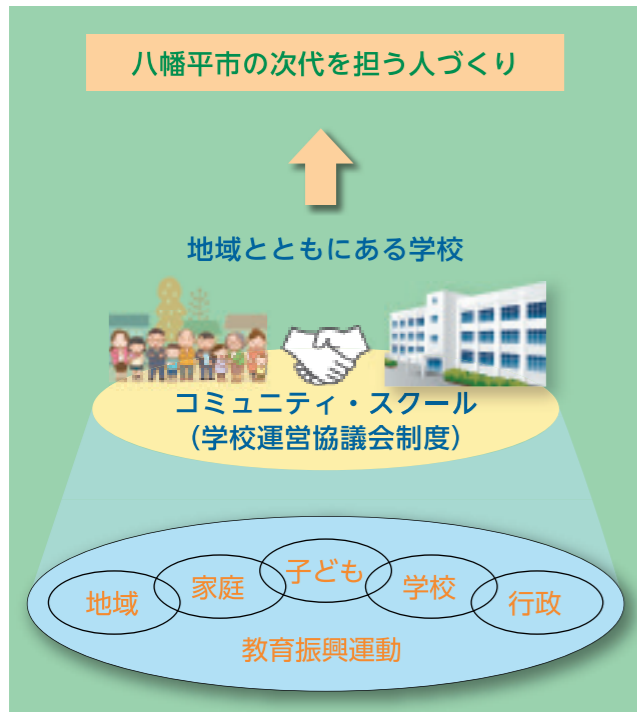 八幡平市の次代を担う人づくり
地域とともにある学校
コミュニティ・スクール
（学校運営協議会制度）
地域
家庭
子ども
学校
行政
教育振興運動